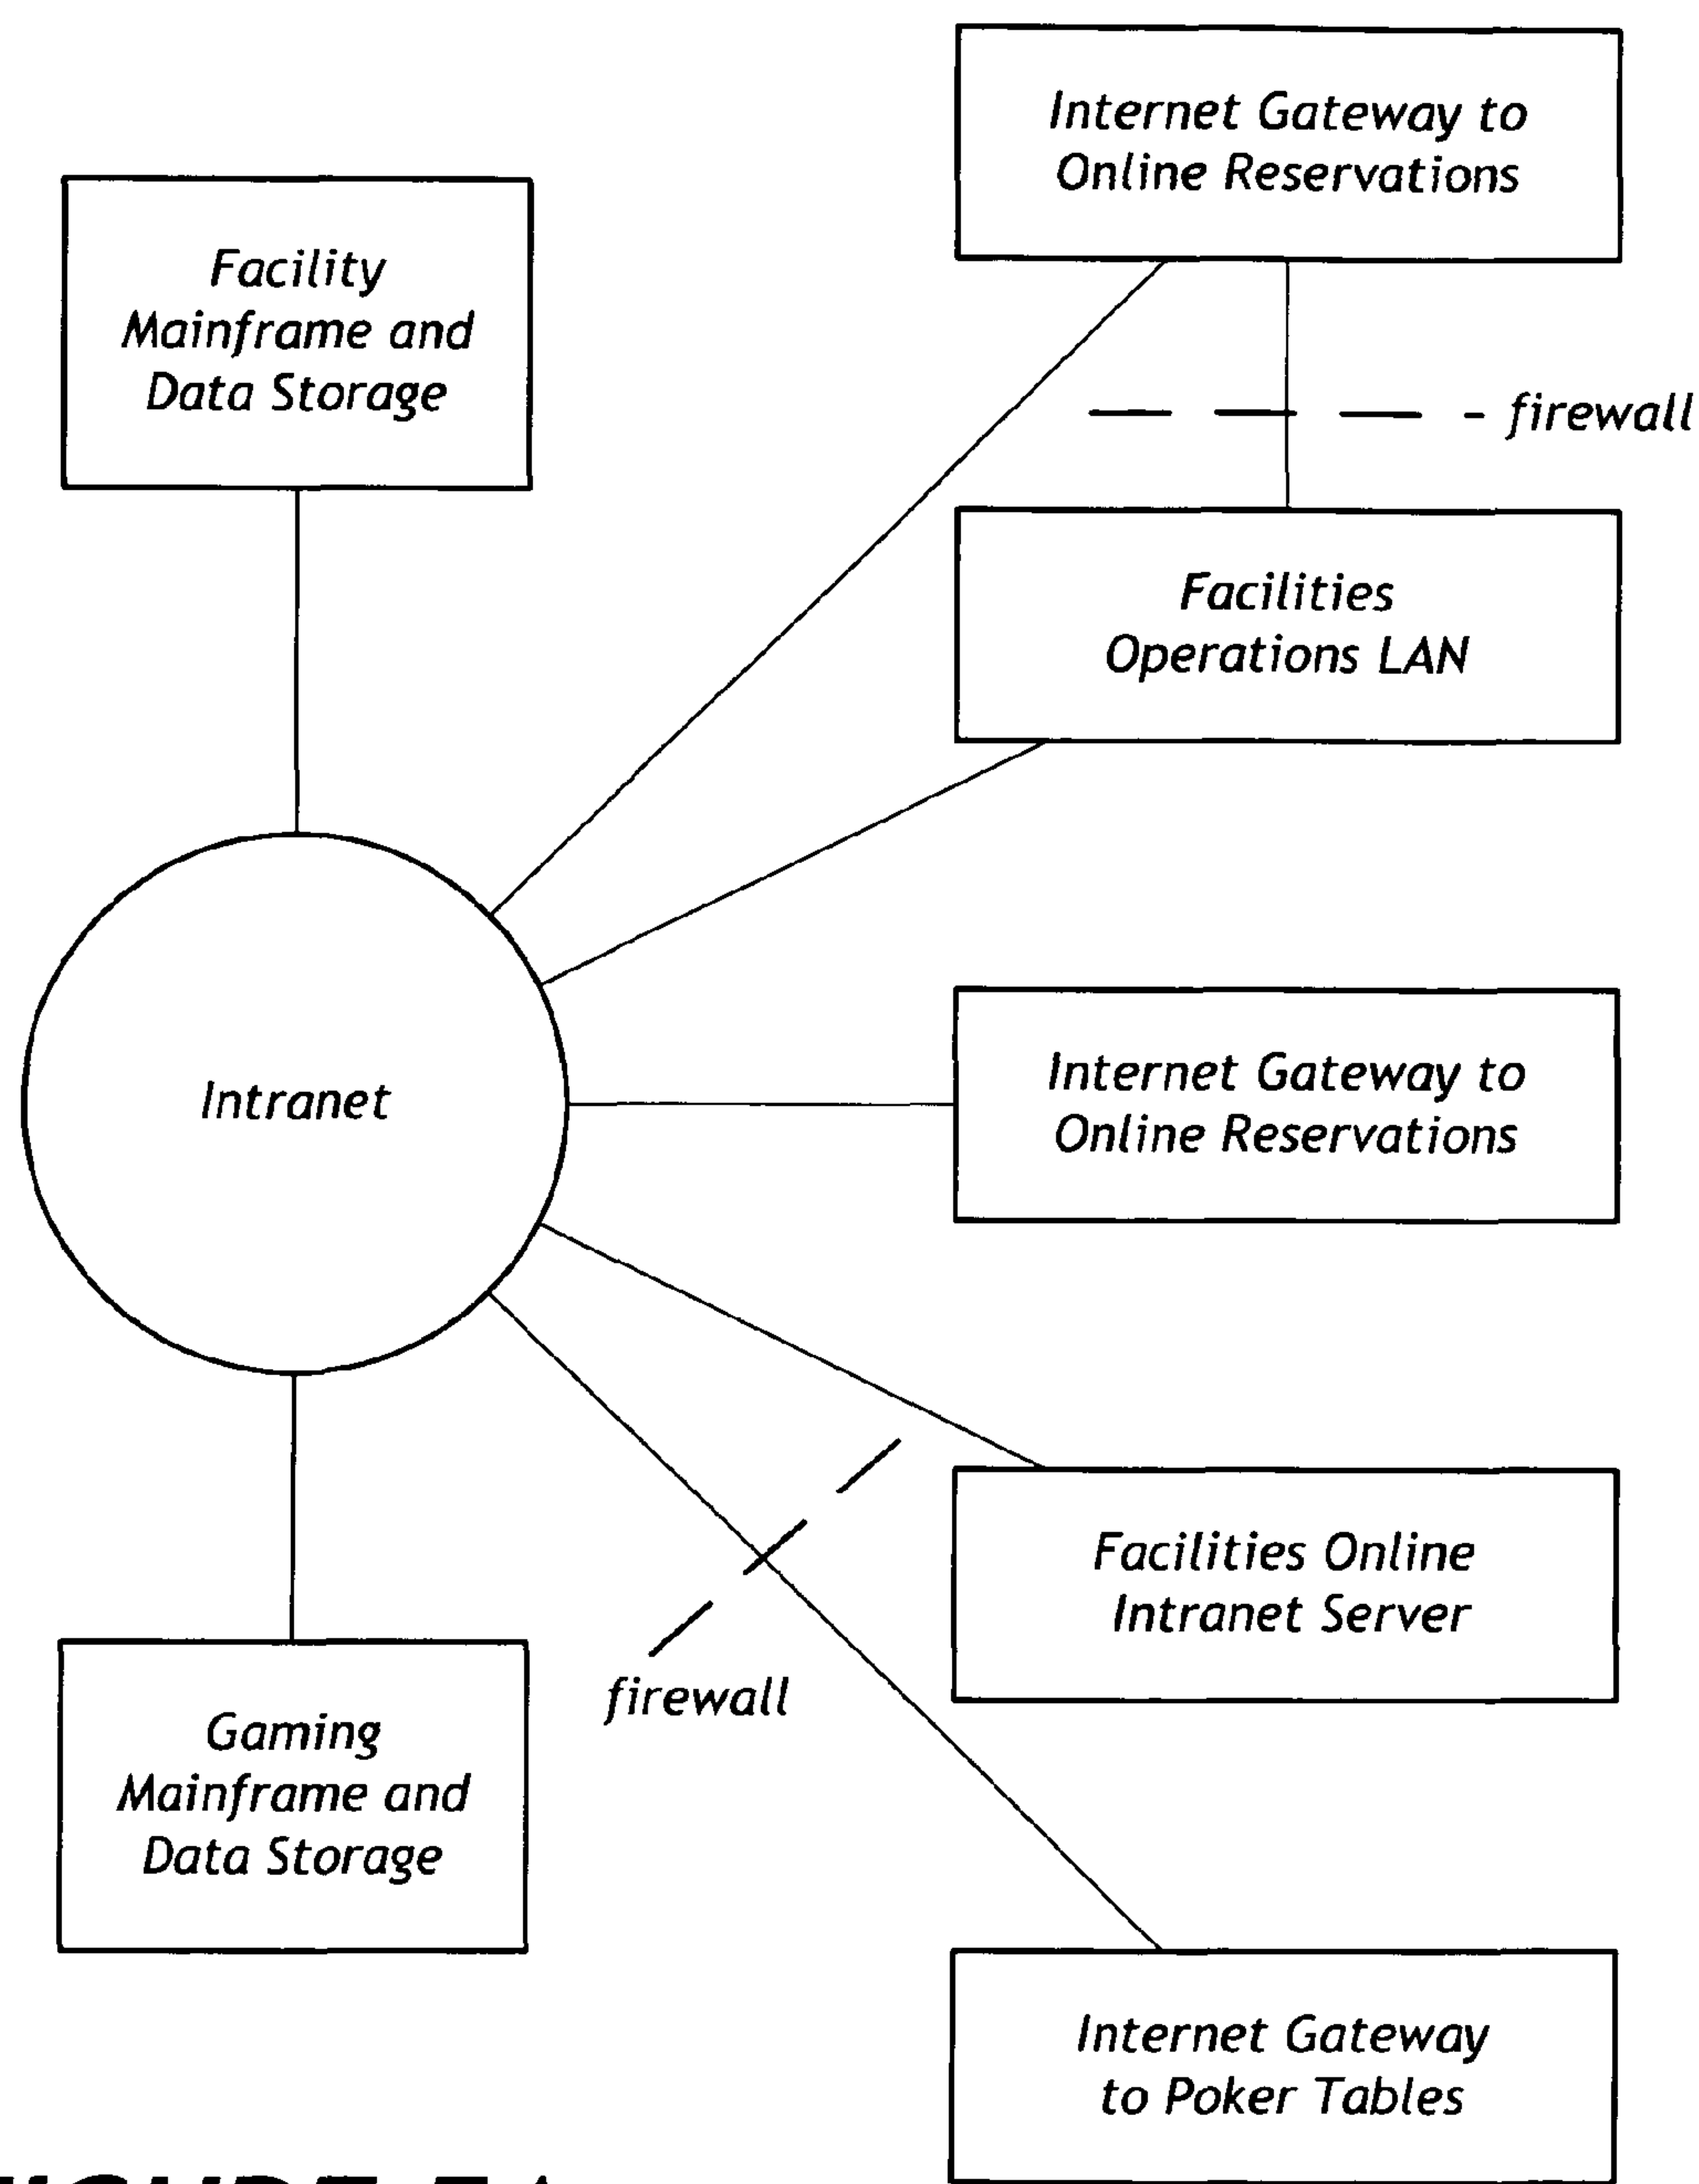 Internet Gateway to
Online Reservations
Facility
Mainframe and
Data Storage
firewall
Facilities
Operations LAN
Internet Gateway to
Online Reservations
Intranet
Facilities Online
Intranet Server
firewall
Gaming
Mainframe and
Data Storage
Internet Gateway
to Poker Tables